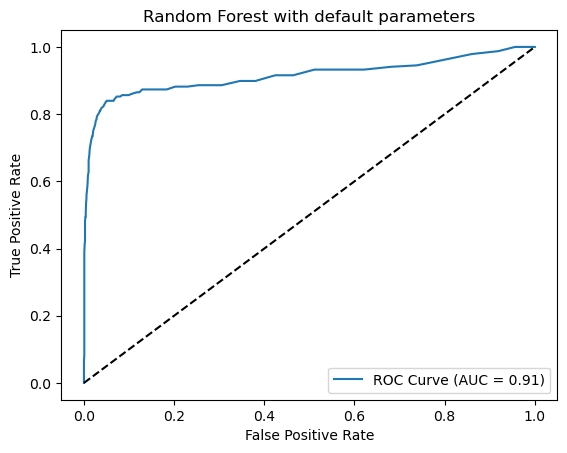 Random Forest with default parameters
True Positive Rate
1.0
0.8
0.6
0.4
0.2
0.0
ROC Curve (AUC = 0.91)
0.0 0.2 0.4 0.6 0.8 1.0
False Positive Rate